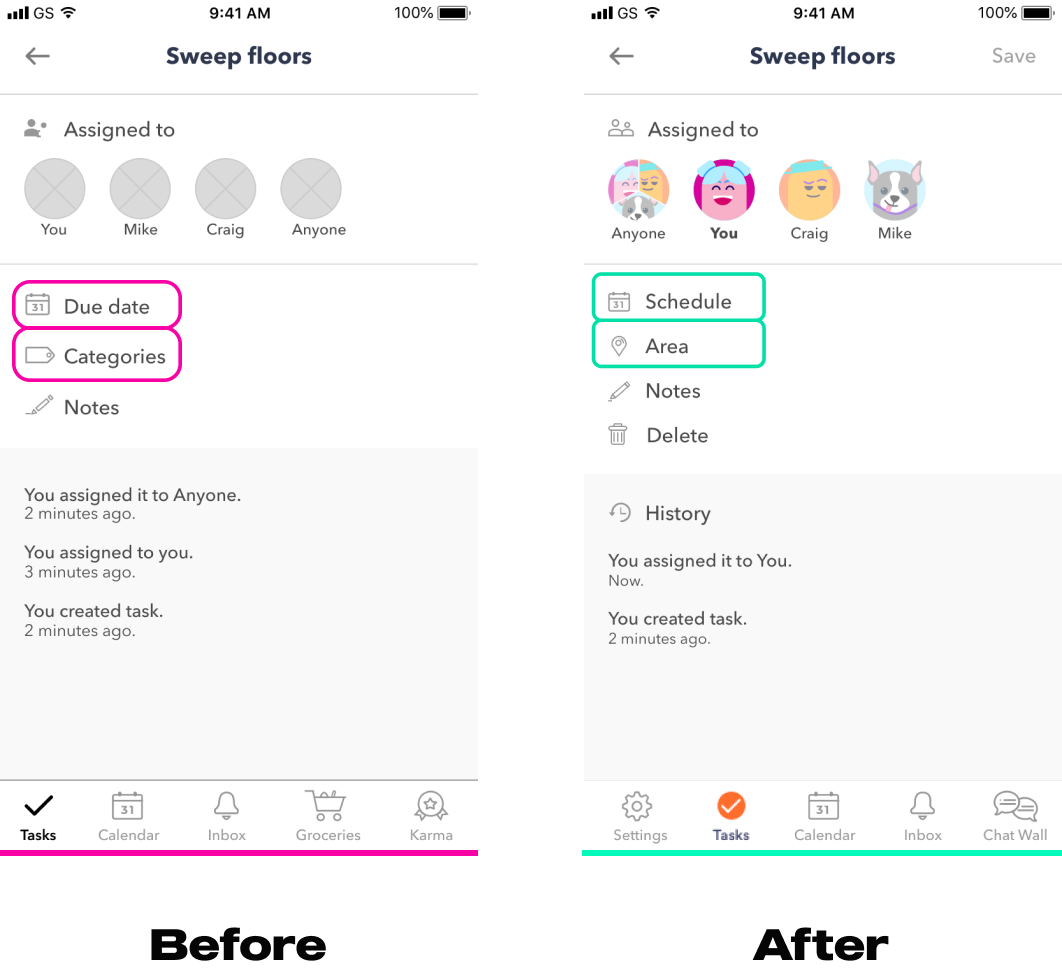 GS 9:41 AM 100%
Sweep floors
Assigned to
You Mike Craig Anyone
31 Due date
Categories
Notes
You assigned it to Anyone.
2 minutes ago.
You assigned to you.
3 minutes ago.
You created task.
2 minutes ago.
31
Tasks Calendar Inbox Groceries Karma
Before
GS 9:41 AM 100%
Sweep floors Save
Assigned to
Anyone You Craig Mike
31 Schedule
Area
Notes
Delete
History
You assigned it to You.
Now.
You created task.
2 minutes ago.
31
Settings Tasks Calendar Inbox Chat Wall
After